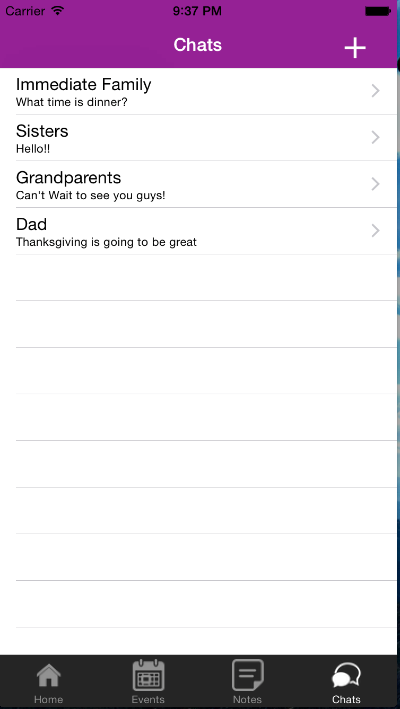 Carrier 9:37 PM
Chats
Immediate Family
What time is dinner?
Sisters
Hello!!
Grandparents
Can't Wait to see you guys!
Dad
Thanksgiving is going to be great
Home Events Notes Chats